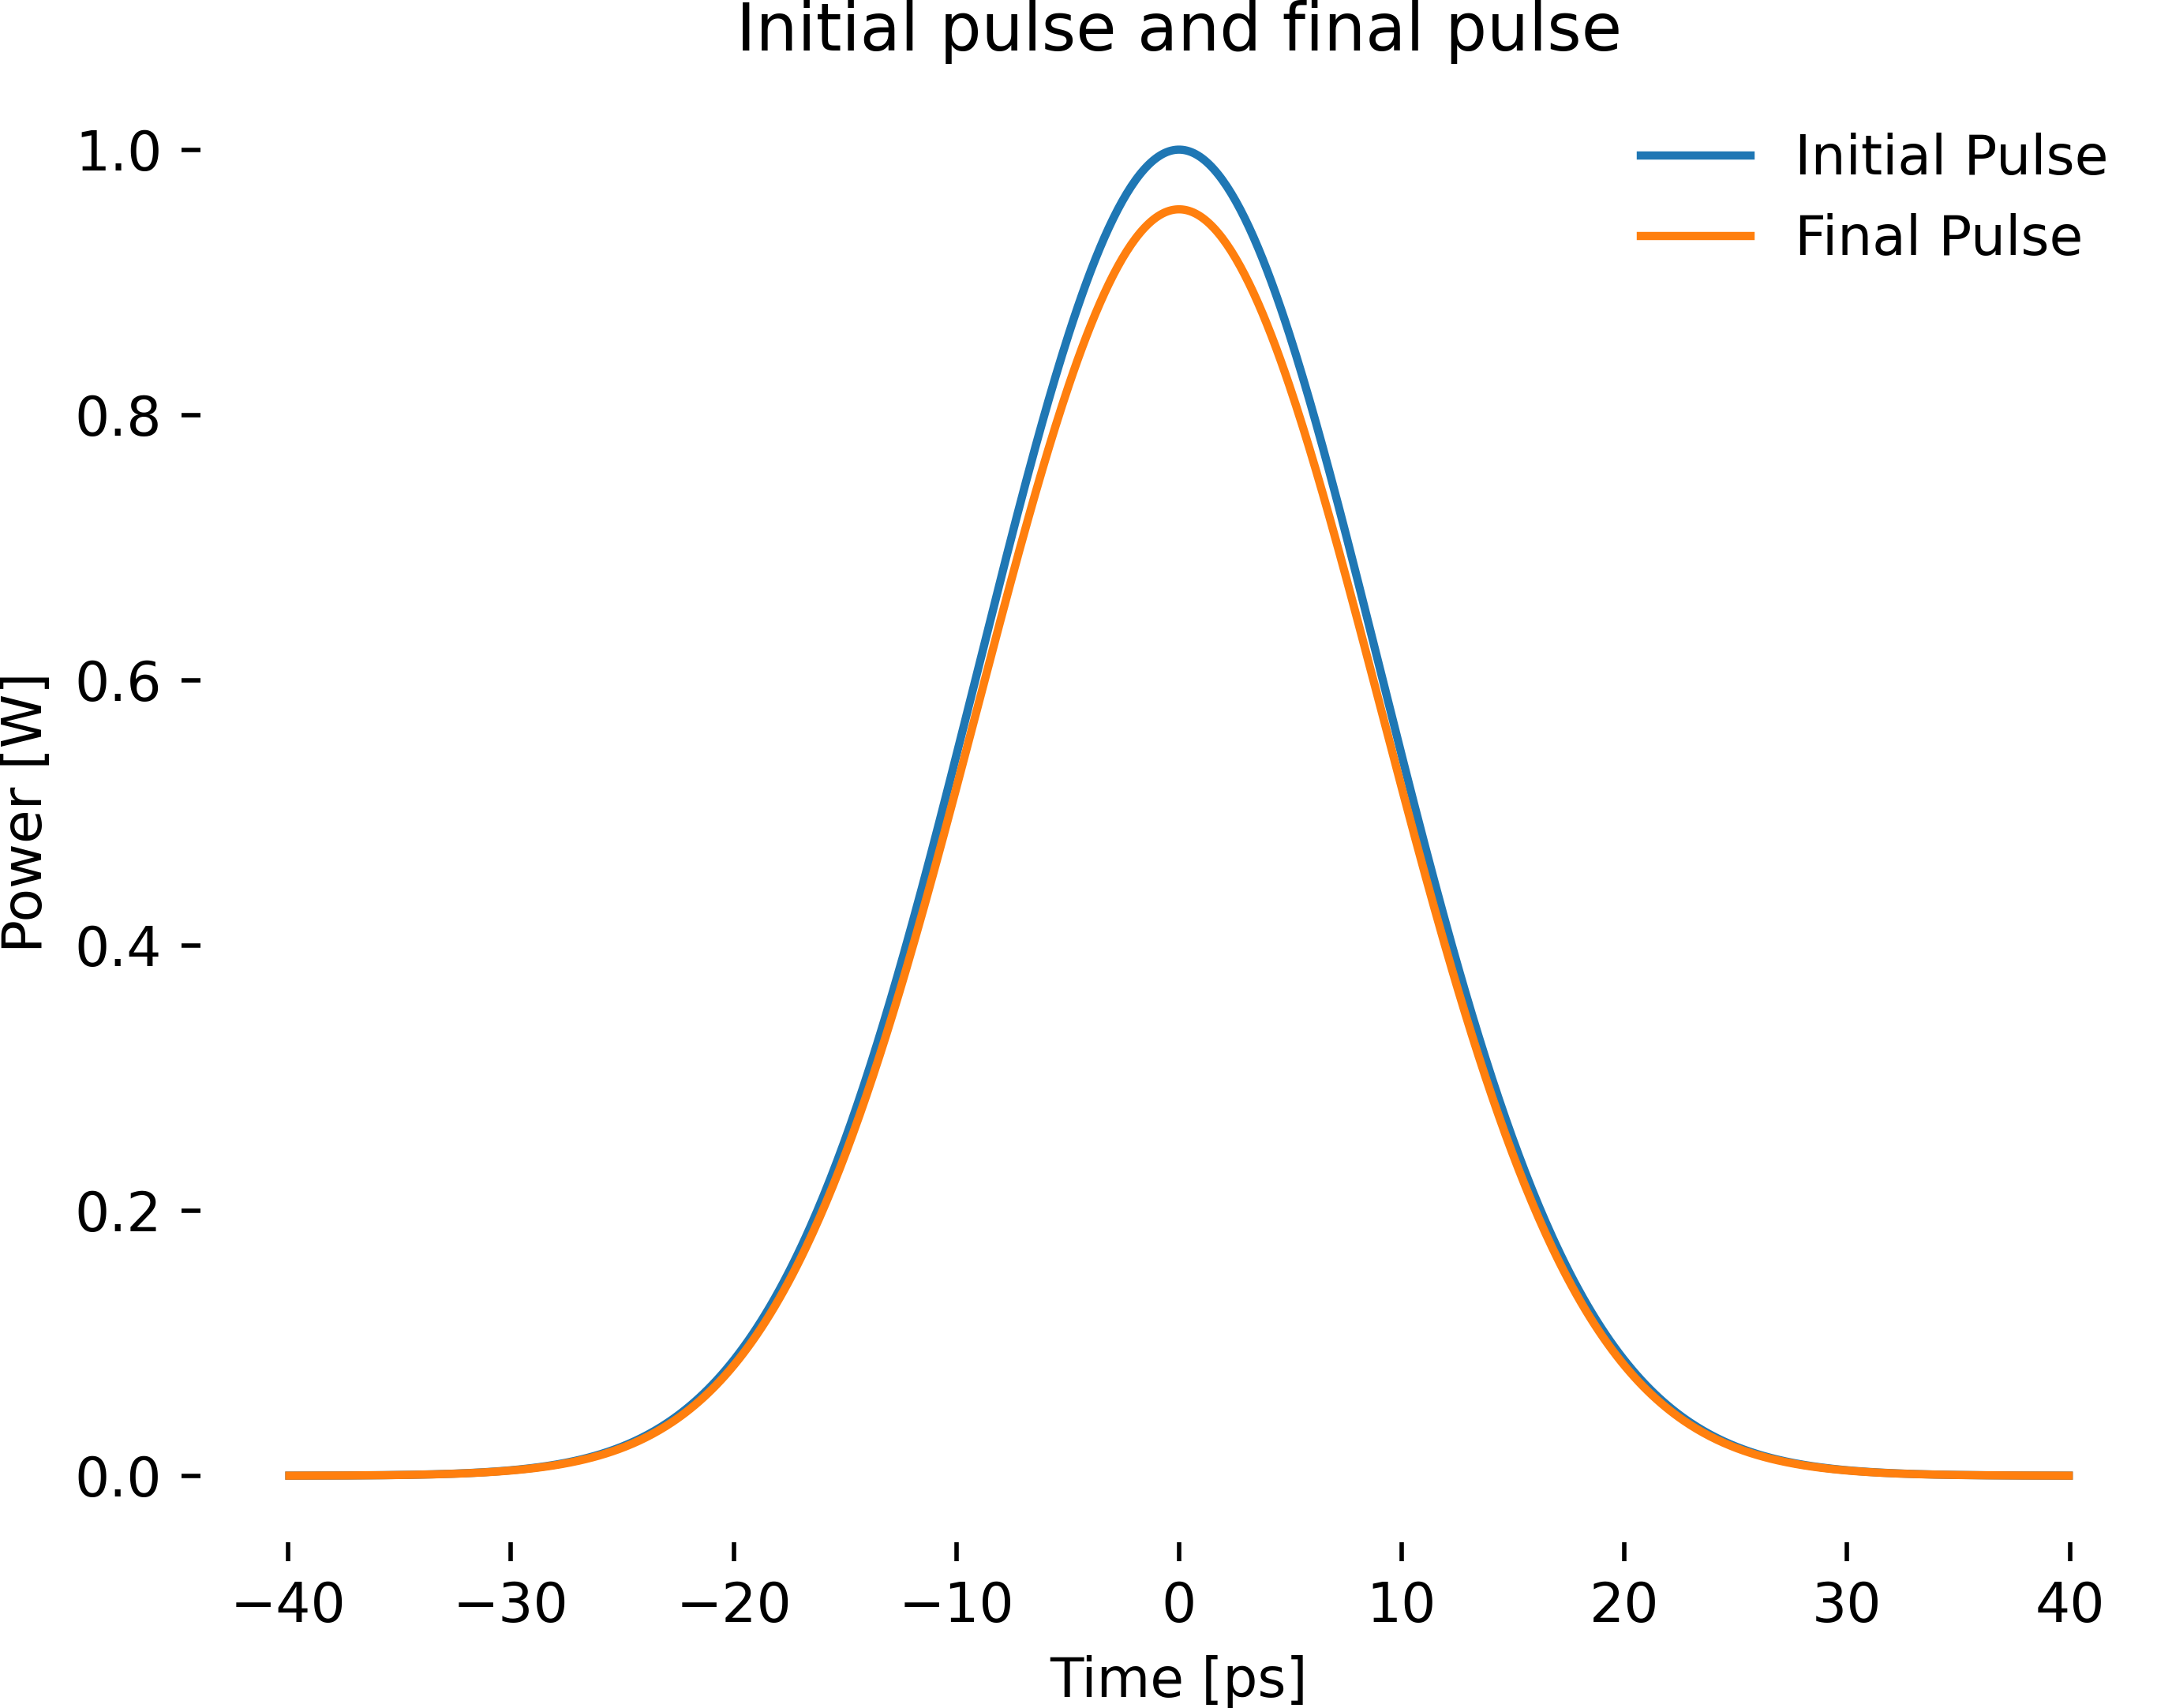 Initial pulse and final pulse
Initial Pulse
Final Pulse
1.0
0.8
0.6
0.4
0.2
0.0
Power [W]
−40 −30 −20 −10 0 10 20 30 40
Time [ps]